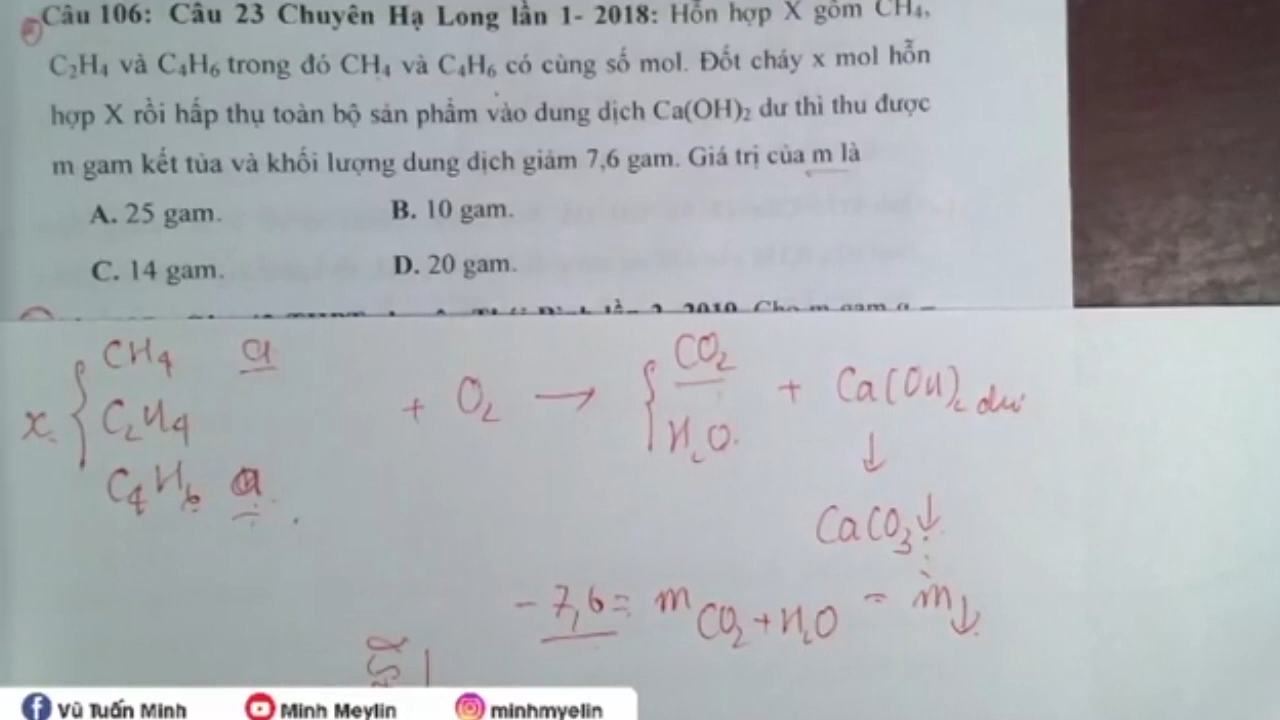 Câu 106: Câu 23 Chuyên Hạ Long lần 1- 2018: Hỗn hợp X gồm CH₄,
C₂H₄ và C₄H₆ trong đó CH₄ và C₄H₆ có cùng số mol. Đốt cháy x mol hỗn
hợp X rồi hấp thụ toàn bộ sản phẩm vào dung dịch Ca(OH)₂ dư thì thu được
m gam kết tủa và khối lượng dung dịch giảm 7,6 gam. Giá trị của m là
A. 25 gam. B. 10 gam.
C. 14 gam. D. 20 gam.
2019 Cho m gam
CH₄ a
x C₂H₄ + O₂ → CO₂ + Ca(OH)₂ dư
H₂O
C₄H₆ a
↓
CaCO₃↓
- 7,6 = m CO₂ + H₂O - m↓
Vũ Tuấn Minh Minh Meylin minhmyelin